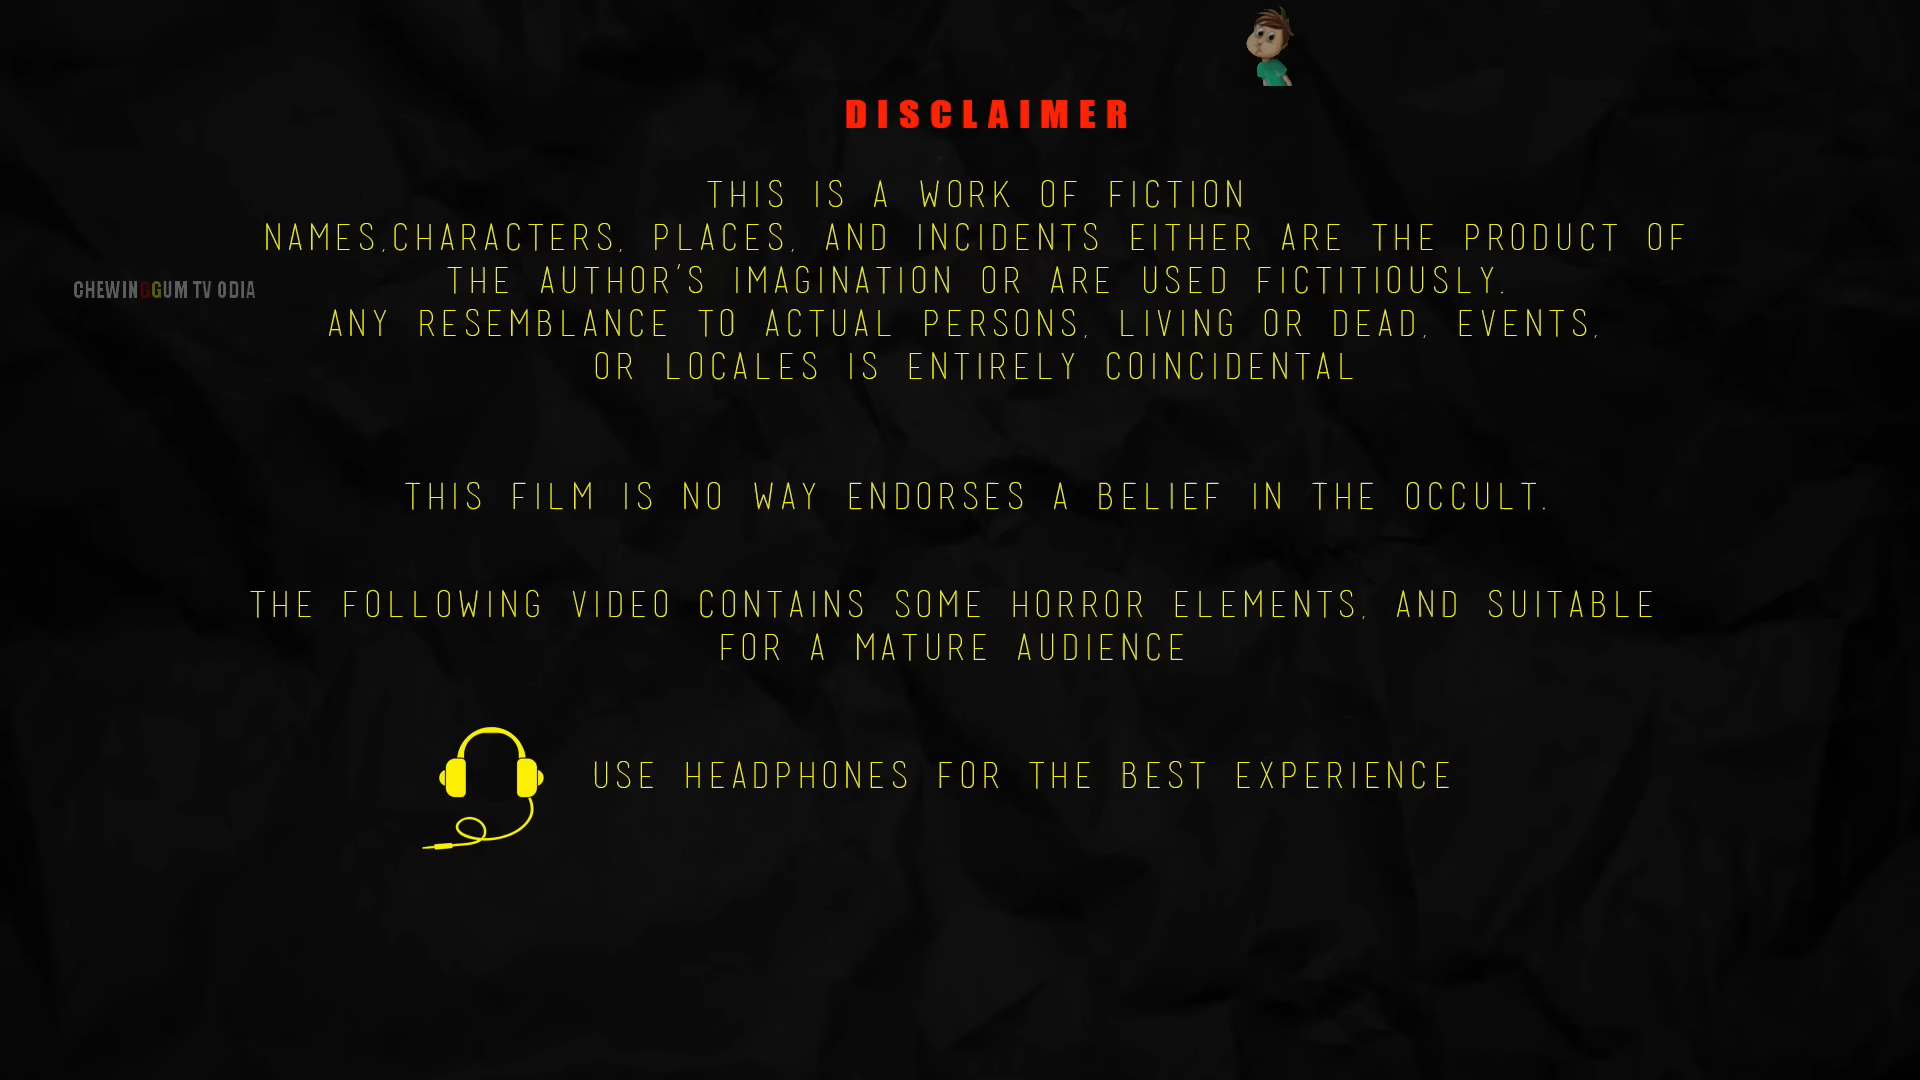 DISCLAIMER
THIS IS A WORK OF FICTION
NAMES,CHARACTERS, PLACES, AND INCIDENTS EITHER ARE THE PRODUCT OF
CHEWINGGUM TV ODIA
THE AUTHOR'S IMAGINATION OR ARE USED FICTITIOUSLY.
ANY RESEMBLANCE TO ACTUAL PERSONS, LIVING OR DEAD, EVENTS,
OR LOCALES IS ENTIRELY COINCIDENTAL
THIS FILM IS NO WAY ENDORSES A BELIEF IN THE OCCULT.
THE FOLLOWING VIDEO CONTAINS SOME HORROR ELEMENTS, AND SUITABLE
FOR A MATURE AUDIENCE
USE HEADPHONES FOR THE BEST EXPERIENCE